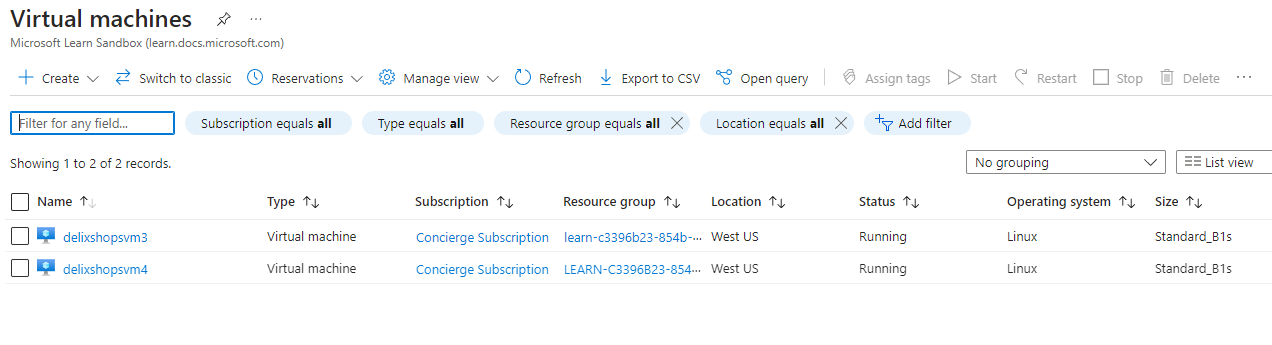 Virtual machines ...
Microsoft Learn Sandbox (learn.docs.microsoft.com)
Create Switch to classic Reservations Manage view Refresh Export to CSV Open query Assign tags Start Restart Stop Delete ...
Filter for any field... Subscription equals all Type equals all Resource group equals all Location equals all Add filter
Showing 1 to 2 of 2 records. No grouping List view
Name Type Subscription Resource group Location Status Operating system Size
delixshopsvm3 Virtual machine Concierge Subscription learn-c3396b23-854b-... West US Running Linux Standard_B1s
delixshopsvm4 Virtual machine Concierge Subscription LEARN-C3396B23-854... West US Running Linux Standard_B1s